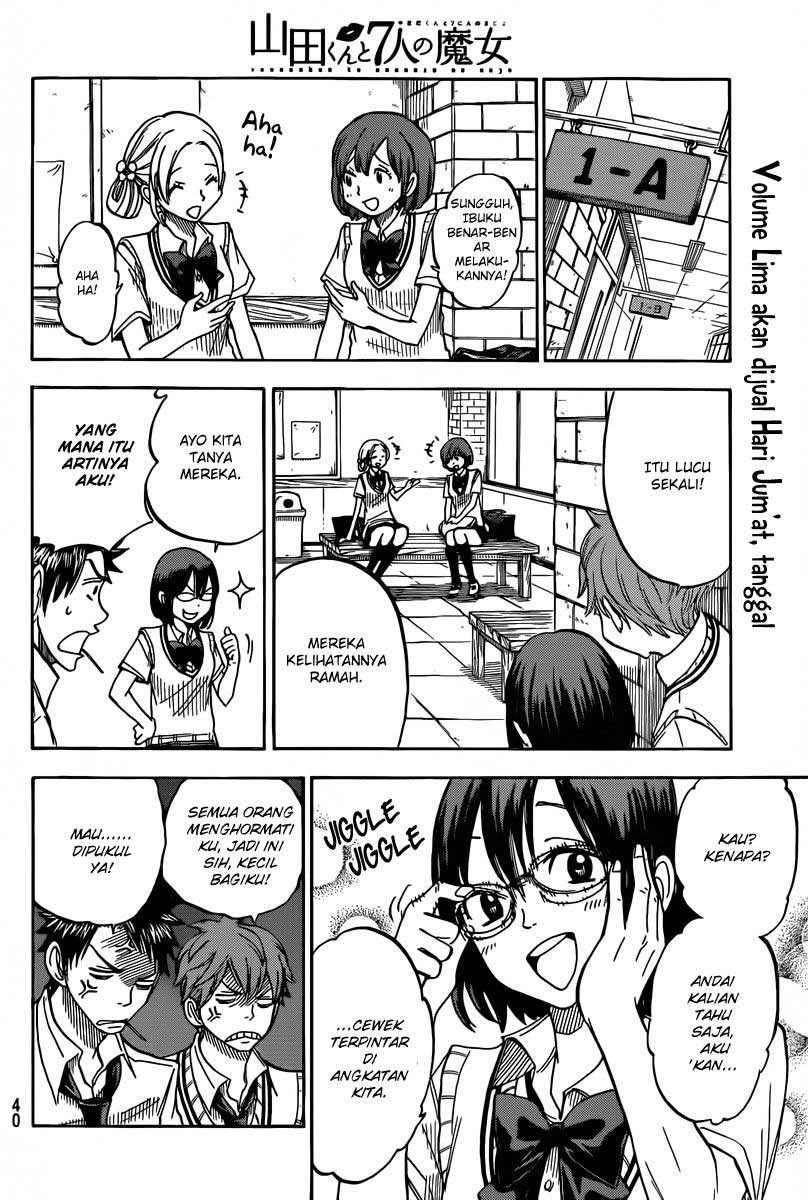 山田くんと7人の魔女
yamadakun to nananin no majo
1-A
1-B
Volume Lima akan dijual Hari Jum'at, tanggal
Aha
ha!
SUNGGUH,
IBUKU
BENAR-BEN
AR
MELAKU-
KANNYA!
AHA
HA!
ITU LUCU
SEKALI!
MEREKA
KELIHATANNYA
RAMAH.
AYO KITA
TANYA
MEREKA.
YANG
MANA ITU
ARTINYA
AKU!
KAU?
KENAPA?
JIGGLE
JIGGLE
ANDAI
KALIAN
TAHU
SAJA,
AKU
'KAN...
...CEWEK
TERPINTAR
DI
ANGKATAN
KITA.
SEMUA ORANG
MENGHORMATI
KU, JADI INI
SIH, KECIL
BAGIKU!
MAU......
DIPUKUL
YA!
40